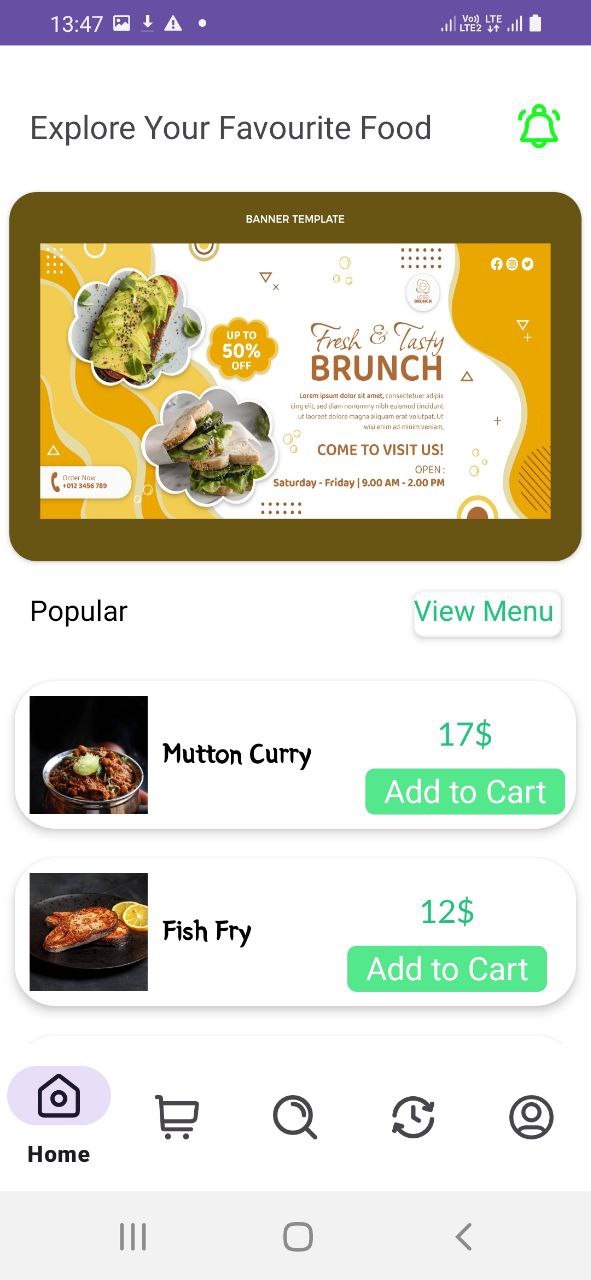 13:47
Vo)) LTE
LTE2
Explore Your Favourite Food
BANNER TEMPLATE
BRUNCH
UP TO
50%
OFF
Fresh & Tasty
BRUNCH
Lorem ipsum dolor sit amet, consectetuer adipis
cing elit, sed diam nonummy nibh euismod tincidunt
ut laoreet dolore magna aliquam erat volutpat. Ut
wisi enim ad minim veniam,
COME TO VISIT US!
OPEN :
Saturday - Friday | 9.00 AM - 2.00 PM
Order Now
+012 3456 789
Popular
View Menu
Mutton Curry
17$
Add to Cart
Fish Fry
12$
Add to Cart
Home